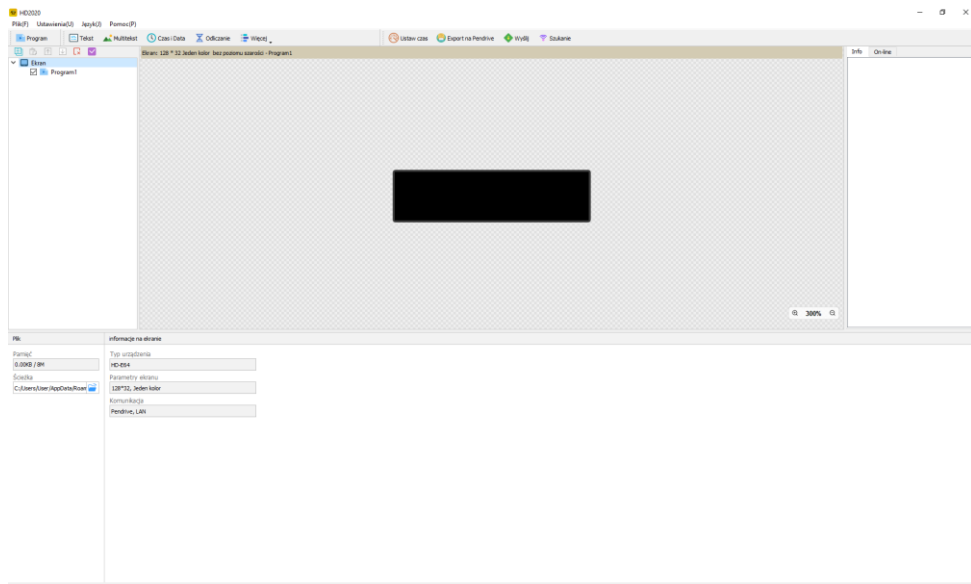 HD2020
Plik(F) Ustawienia(U) Język(J) Pomoc(P)
Program Tekst Multitekst Czas i Data Odliczanie Więcej Ustaw czas Export na Pendrive Wyślij Szukanie
Ekran: 128 * 32 Jeden kolor bez poziomu szarości - Program1
Info On-line
Ekran
Program1
300%
Plik informacje na ekranie
Pamięć Typ urządzenia
0.00KB / 8M HD-E64
Ścieżka Parametry ekranu
C:/Users/User/AppData/Roam 128*32, Jeden kolor
Komunikacja
Pendrive, LAN